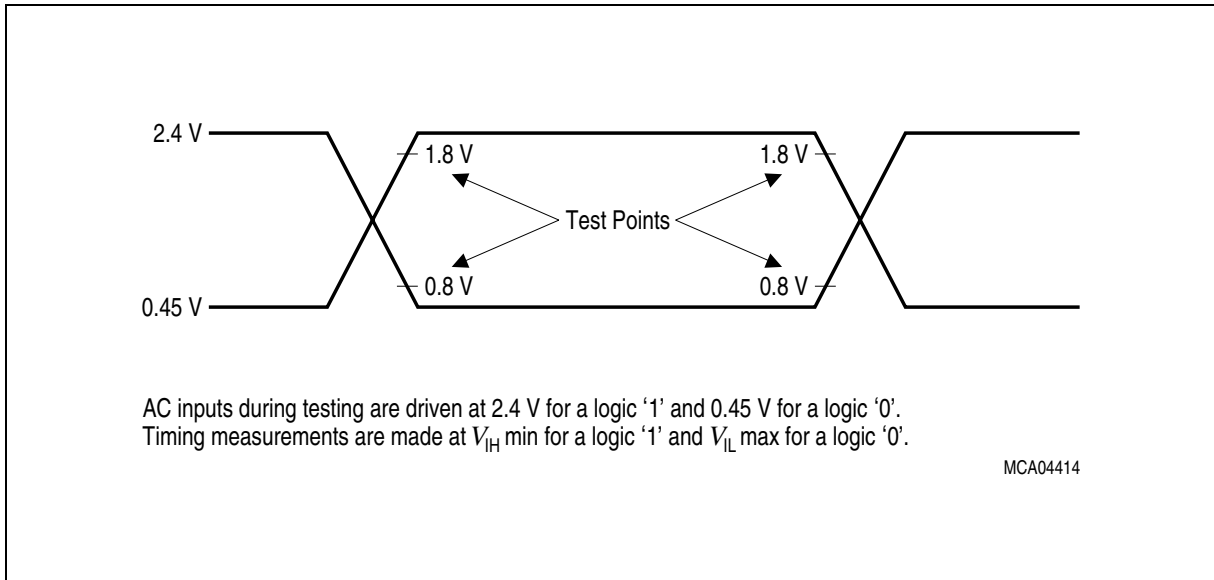 2.4 V
1.8 V
1.8 V
Test Points
0.8 V
0.8 V
0.45 V
AC inputs during testing are driven at 2.4 V for a logic ‘1’ and 0.45 V for a logic ‘0’.
Timing measurements are made at VIH min for a logic ‘1’ and VIL max for a logic ‘0’.
MCA04414